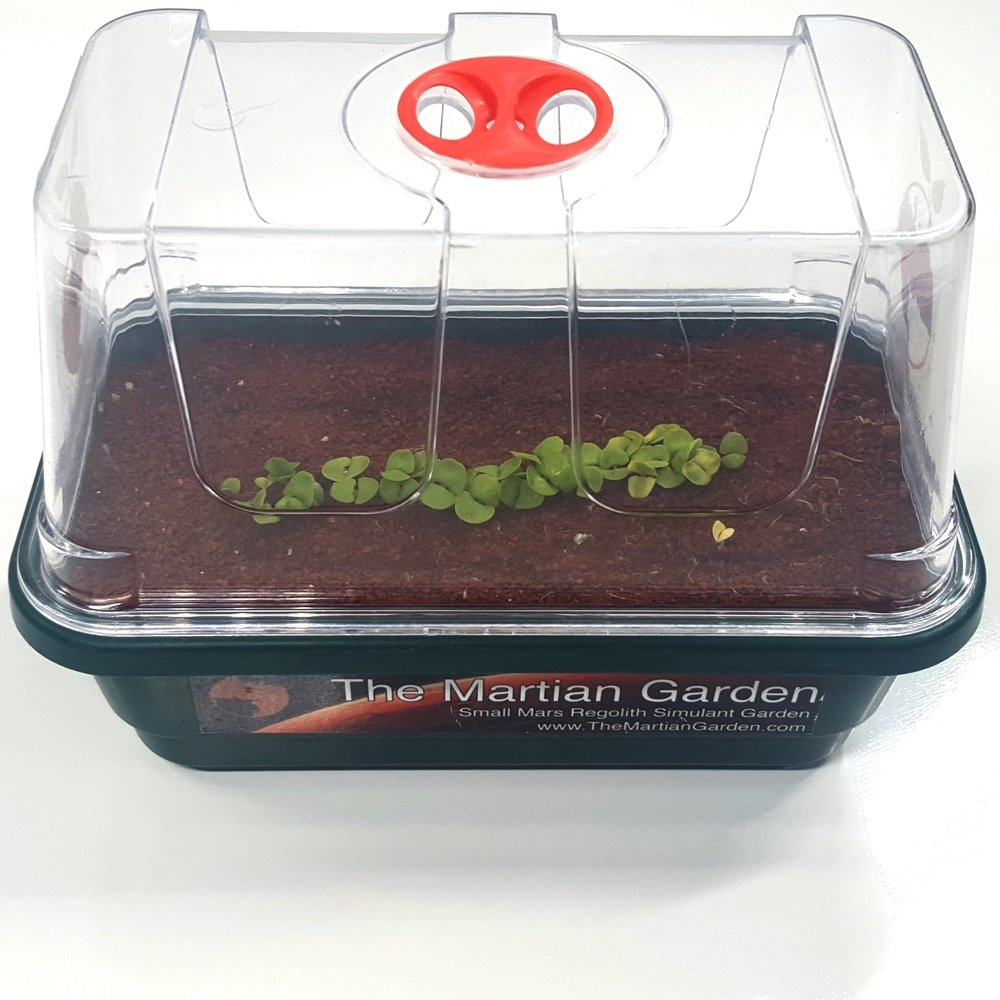 The Martian Garden
Small Mars Regolith Simulant Garden
www.TheMartianGarden.com